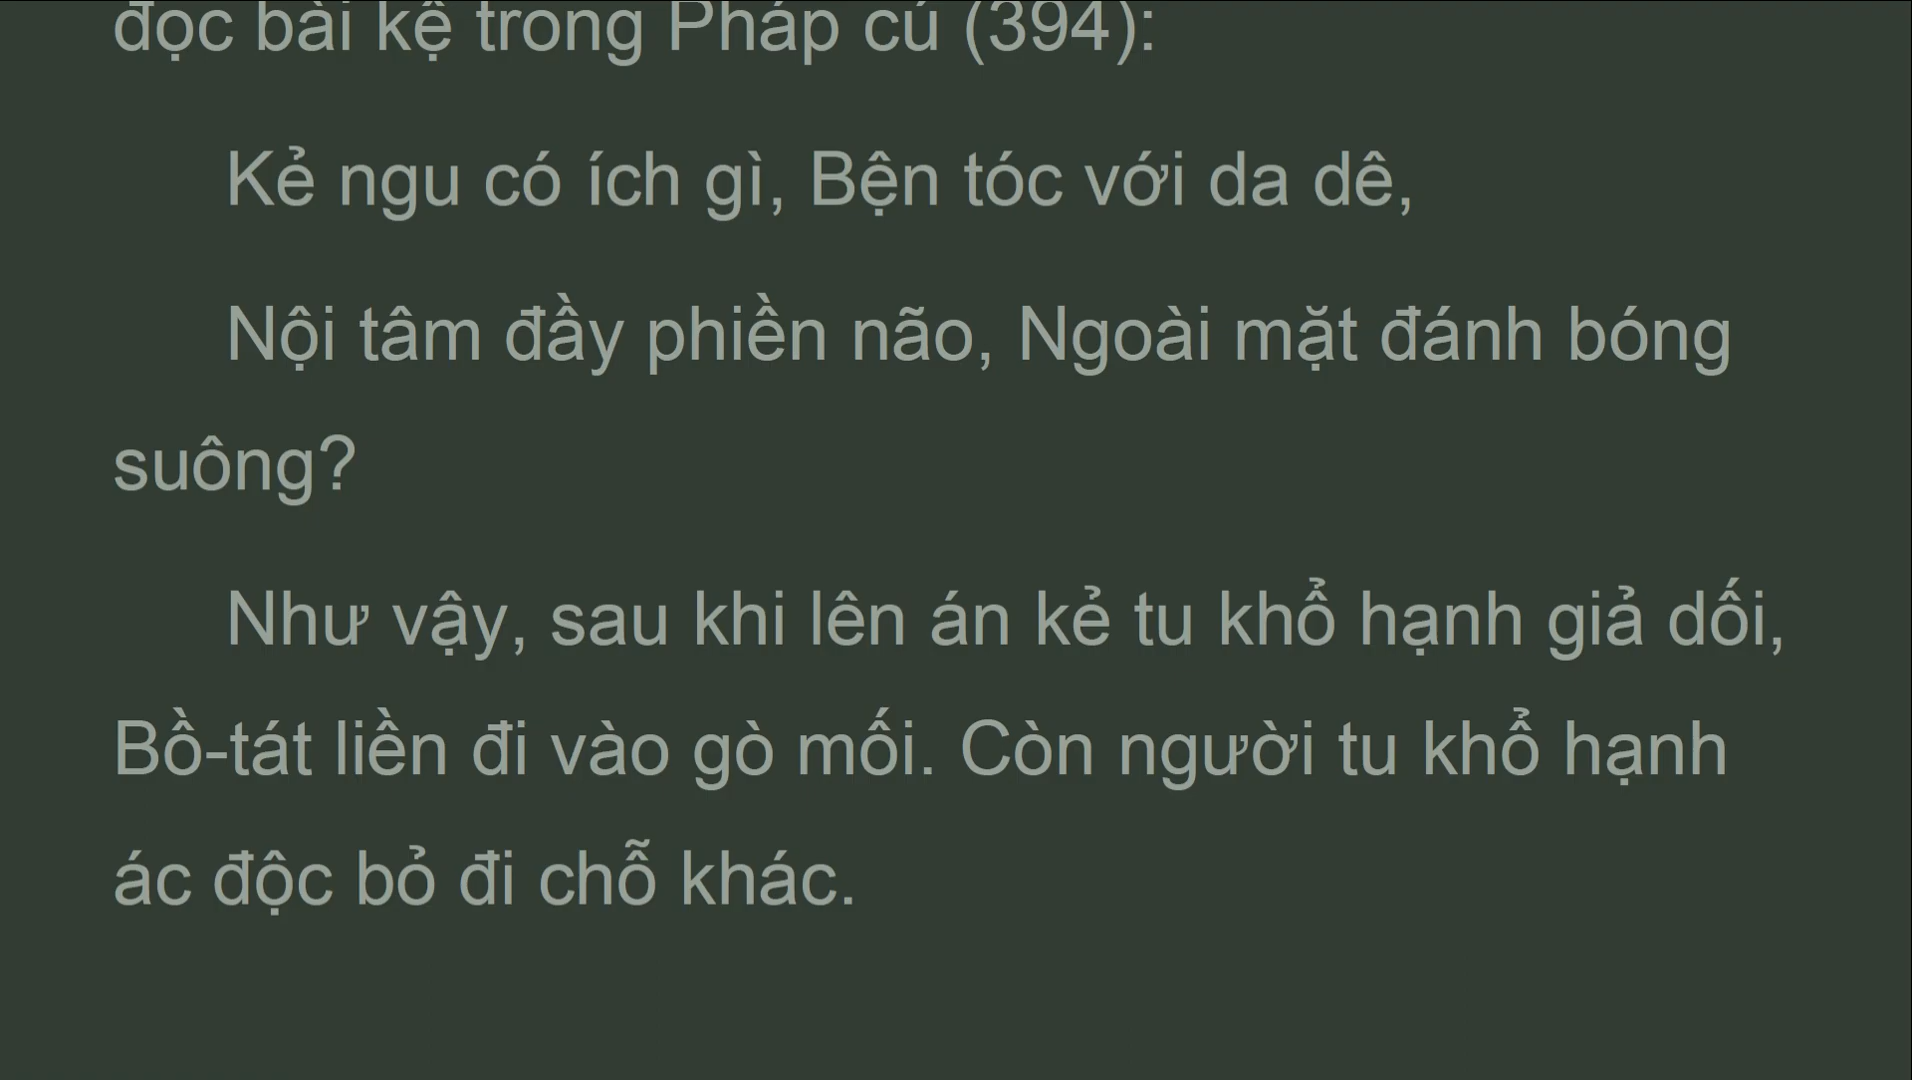 đọc bài kệ trong Pháp cú (394):
Kẻ ngu có ích gì, Bện tóc với da dê,
Nội tâm đầy phiền não, Ngoài mặt đánh bóng
suông?
Như vậy, sau khi lên án kẻ tu khổ hạnh giả dối,
Bồ-tát liền đi vào gò mối. Còn người tu khổ hạnh
ác độc bỏ đi chỗ khác.